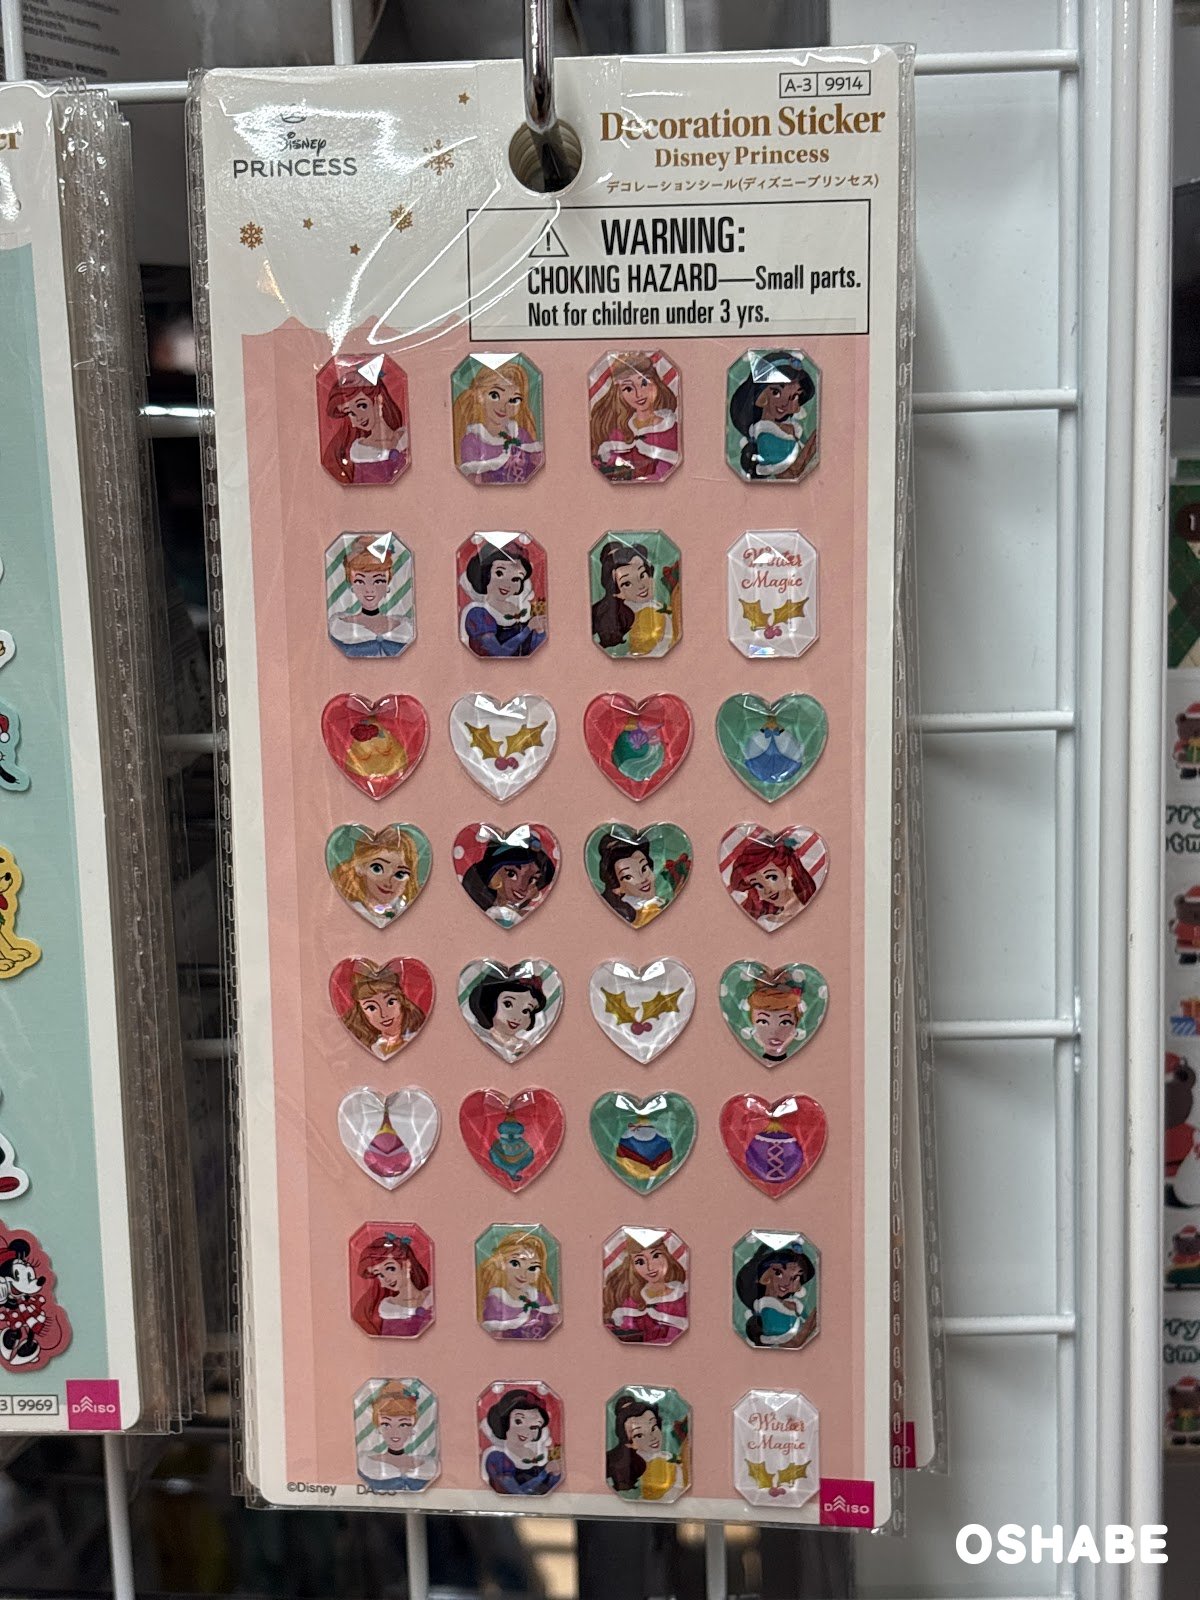 A-3 9914
Disney
PRINCESS
Decoration Sticker
Disney Princess
デコレーションシール(ディズニープリンセス)
WARNING:
CHOKING HAZARD—Small parts.
Not for children under 3 yrs.
Winter
Magic
Winter
Magic
©Disney
DAISO
3 9969
DAISO
OSHABE